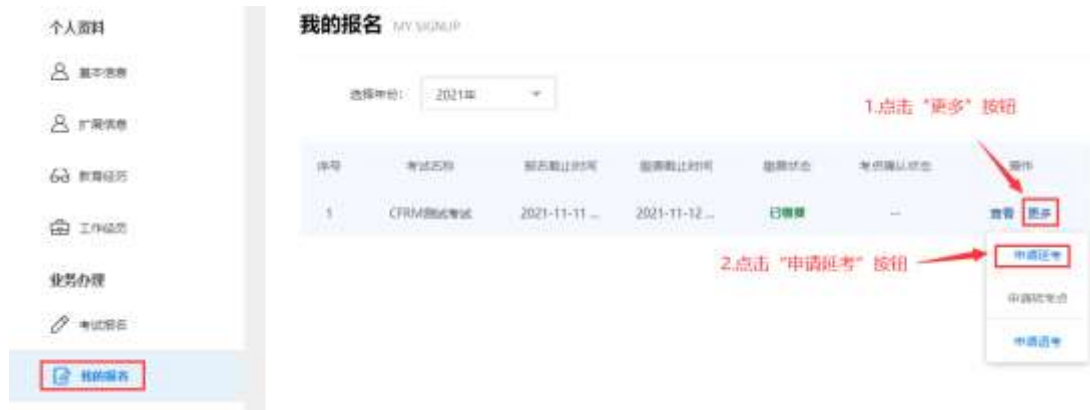 个人资料
基本信息
扩展信息
教育经历
工作经历
业务办理
考试报名
我的报名
我的报名 MY SIGNUP
选择年份: 2021年
1.点击“更多”按钮
序号 考试名称 报名截止时间 缴费截止时间 缴费状态 考点确认状态 操作
1 CFRM测试考试 2021-11-11 ... 2021-11-12 ... 已缴费 -- 查看 更多
2.点击“申请延考”按钮
申请延考
申请转考点
申请退考